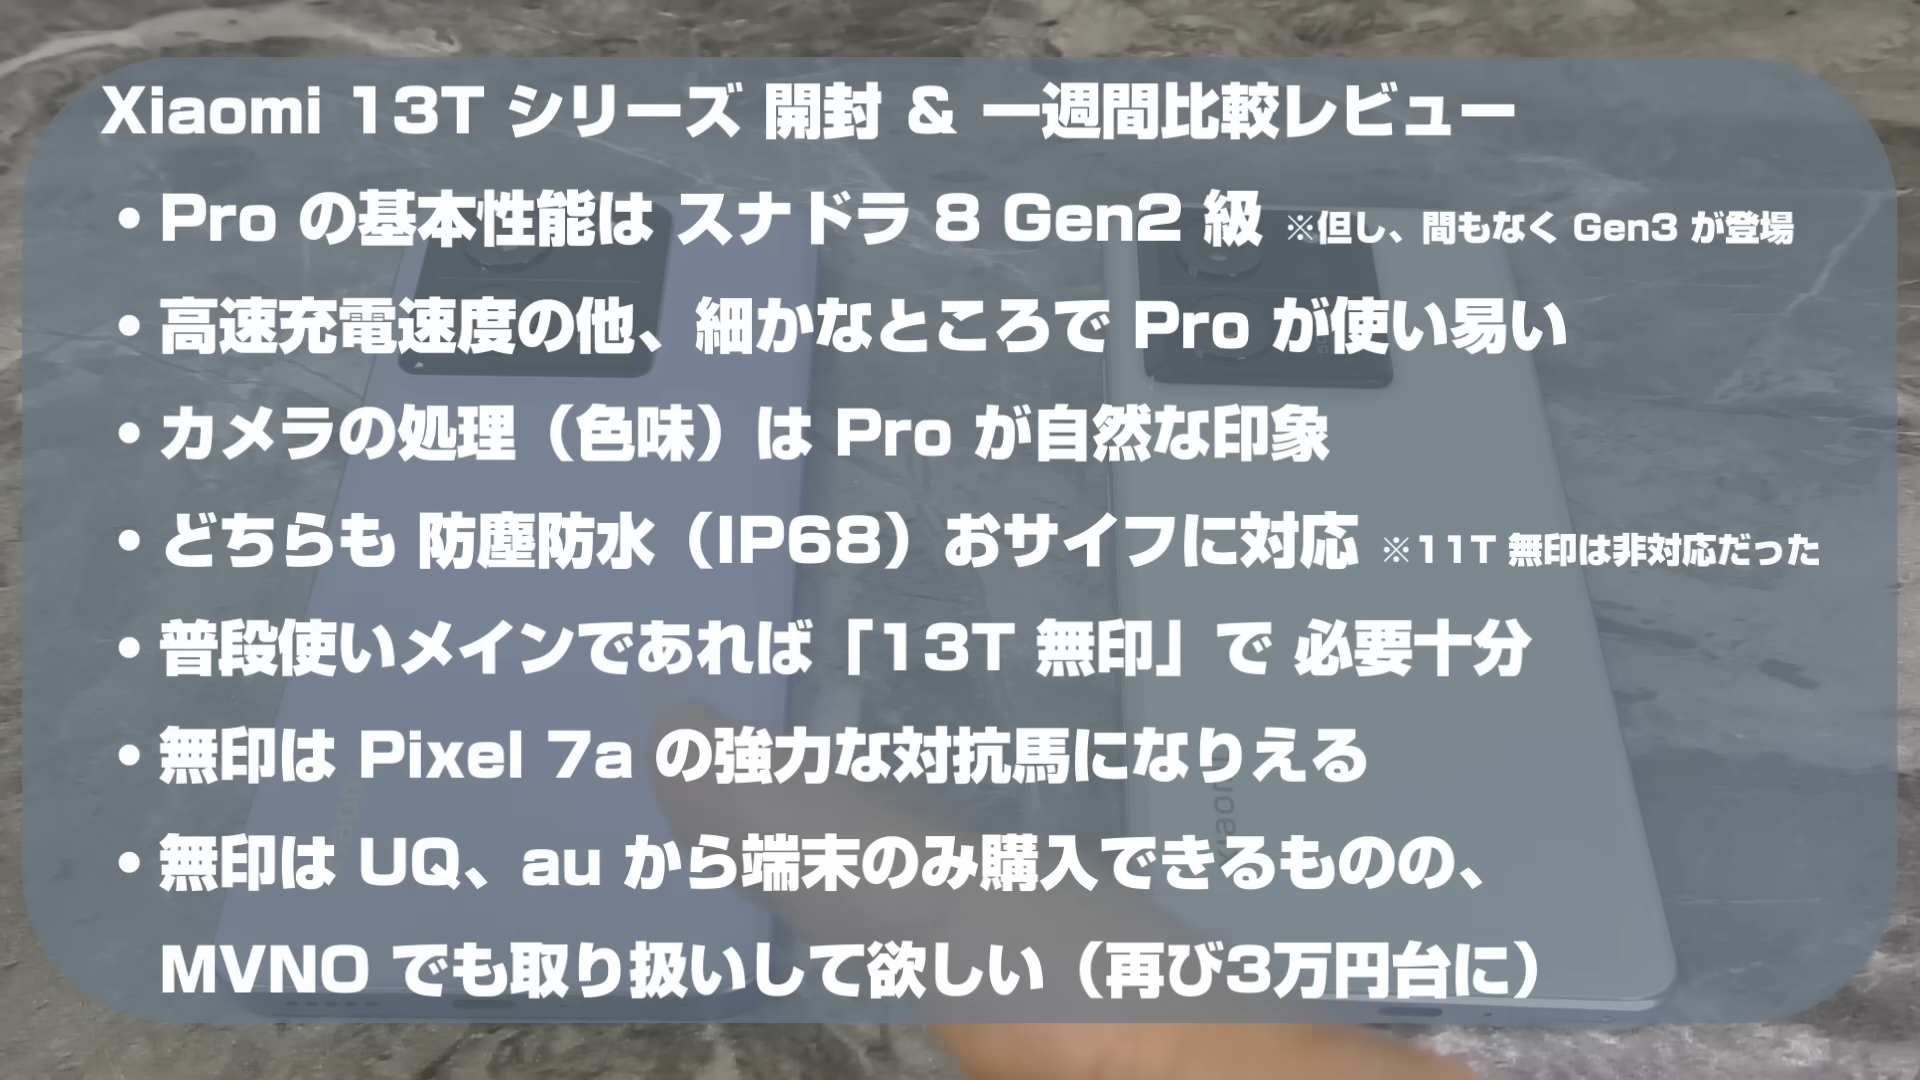 Xiaomi 13T シリーズ 開封 & 一週間比較レビュー
・Pro の基本性能は スナドラ 8 Gen2 級 ※但し、間もなく Gen3 が登場
・高速充電速度の他、細かなところで Pro が使い易い
・カメラの処理（色味）は Pro が自然な印象
・どちらも 防塵防水（IP68）おサイフに対応 ※11T 無印は非対応だった
・普段使いメインであれば「13T 無印」で 必要十分
・無印は Pixel 7a の強力な対抗馬になりえる
・無印は UQ、au から端末のみ購入できるものの、
MVNO でも取り扱いして欲しい（再び3万円台に）